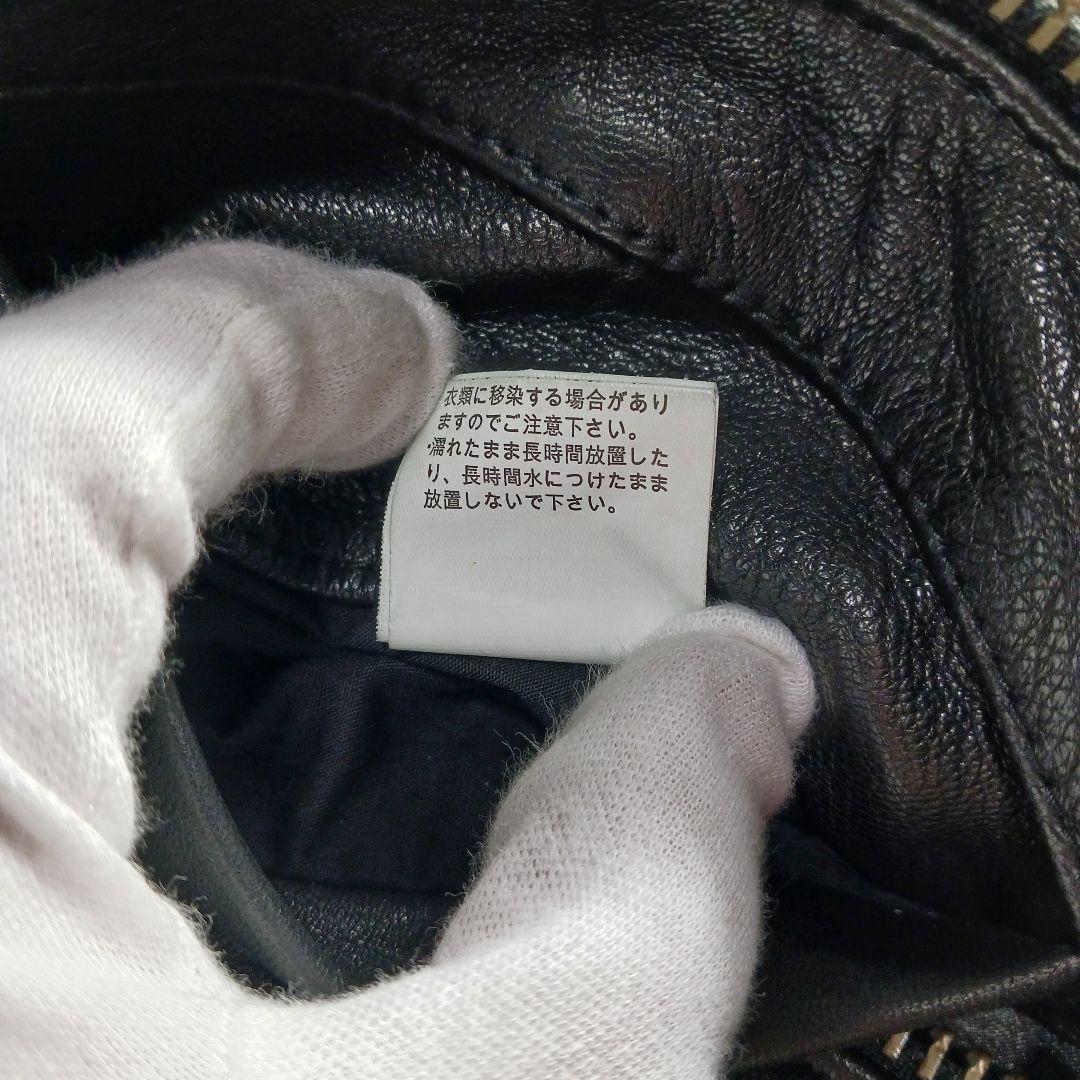 衣類に移染する場合があり
ますのでご注意下さい。
・濡れたまま長時間放置した
り、長時間水につけたまま
放置しないで下さい。